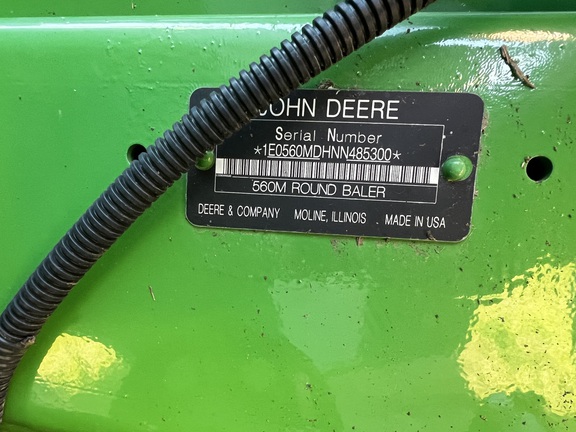 JOHN DEERE
Serial Number
*1E0560MDHNN485300*
560M ROUND BALER
DEERE & COMPANY MOLINE, ILLINOIS . MADE IN USA